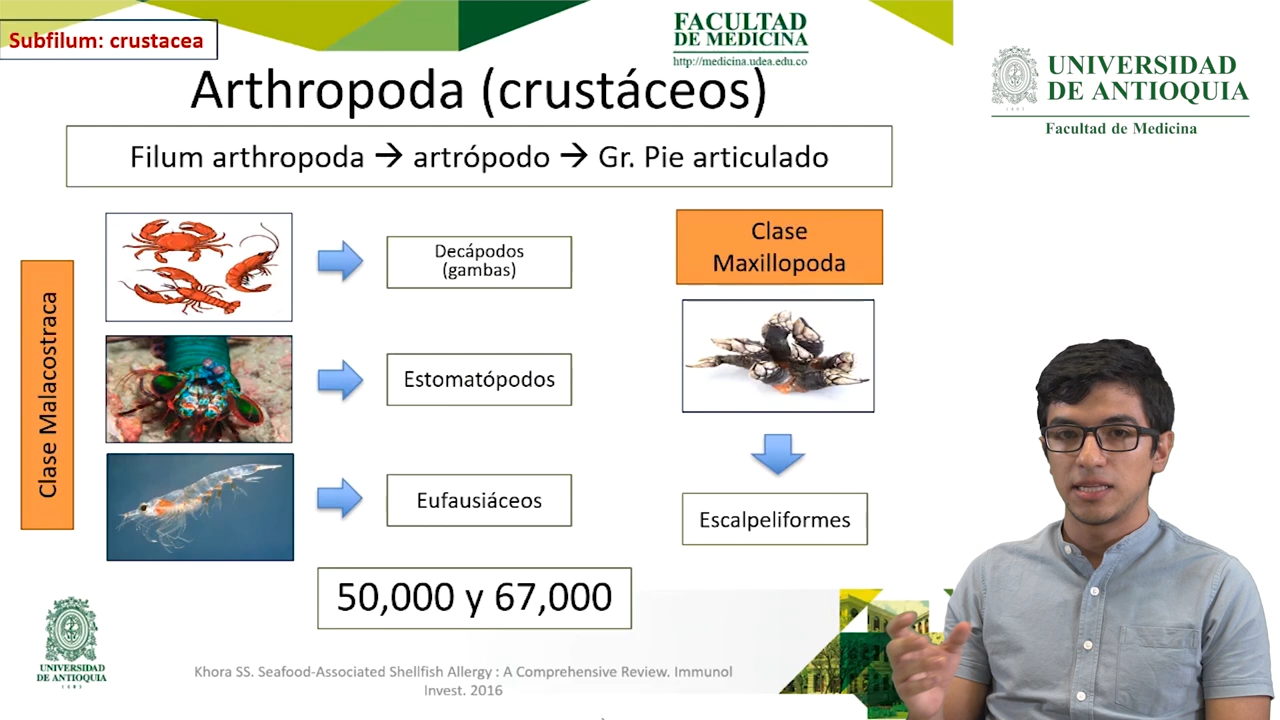 Subfilum: crustacea
FACULTAD
DE MEDICINA
http://medicina.udea.edu.co
UNIVERSIDAD
DE ANTIOQUIA
1803
Facultad de Medicina
Arthropoda (crustáceos)
Filum arthropoda → artrópodo → Gr. Pie articulado
Clase Malacostraca
Decápodos
(gambas)
Estomatópodos
Eufausiáceos
Clase
Maxillopoda
Escalpeliformes
50,000 y 67,000
UNIVERSIDAD
DE ANTIOQUIA
1803
Khora SS. Seafood-Associated Shellfish Allergy : A Comprehensive Review. Immunol
Invest. 2016